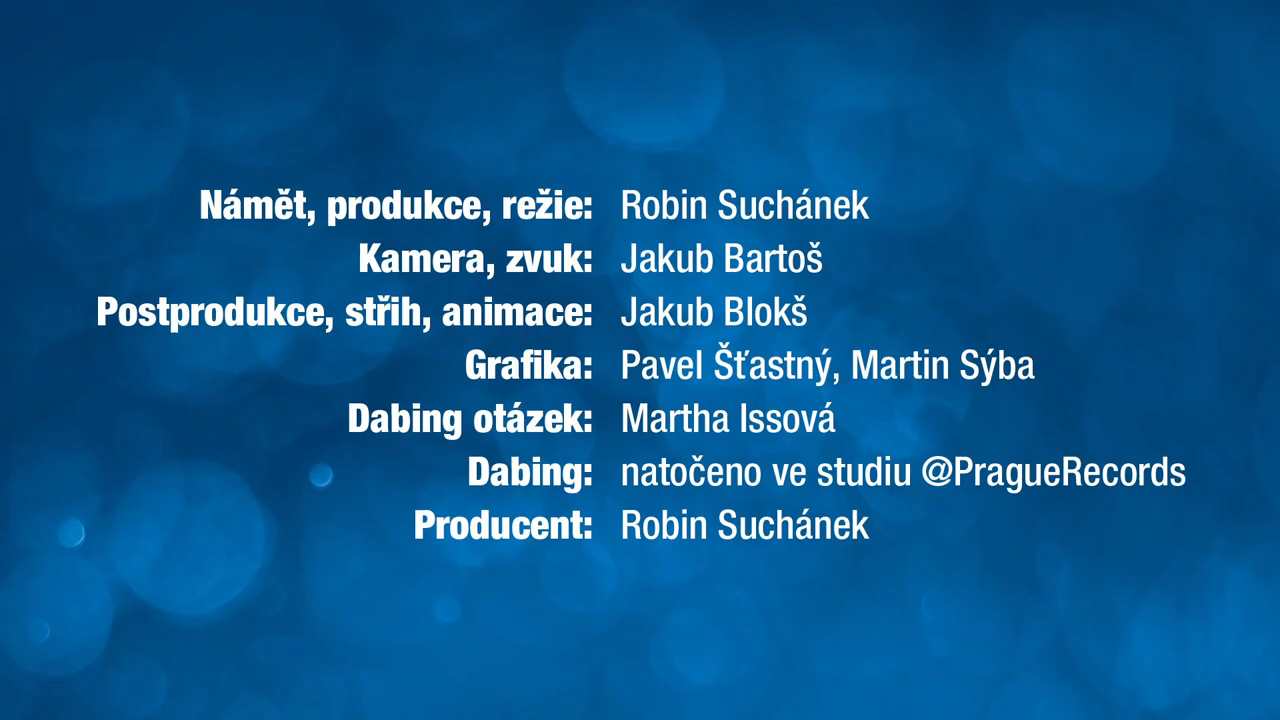 Námět, produkce, režie: Robin Suchánek
Kamera, zvuk: Jakub Bartoš
Postprodukce, střih, animace: Jakub Blokš
Grafika: Pavel Šťastný, Martin Sýba
Dabing otázek: Martha Issová
Dabing: natočeno ve studiu @PragueRecords
Producent: Robin Suchánek